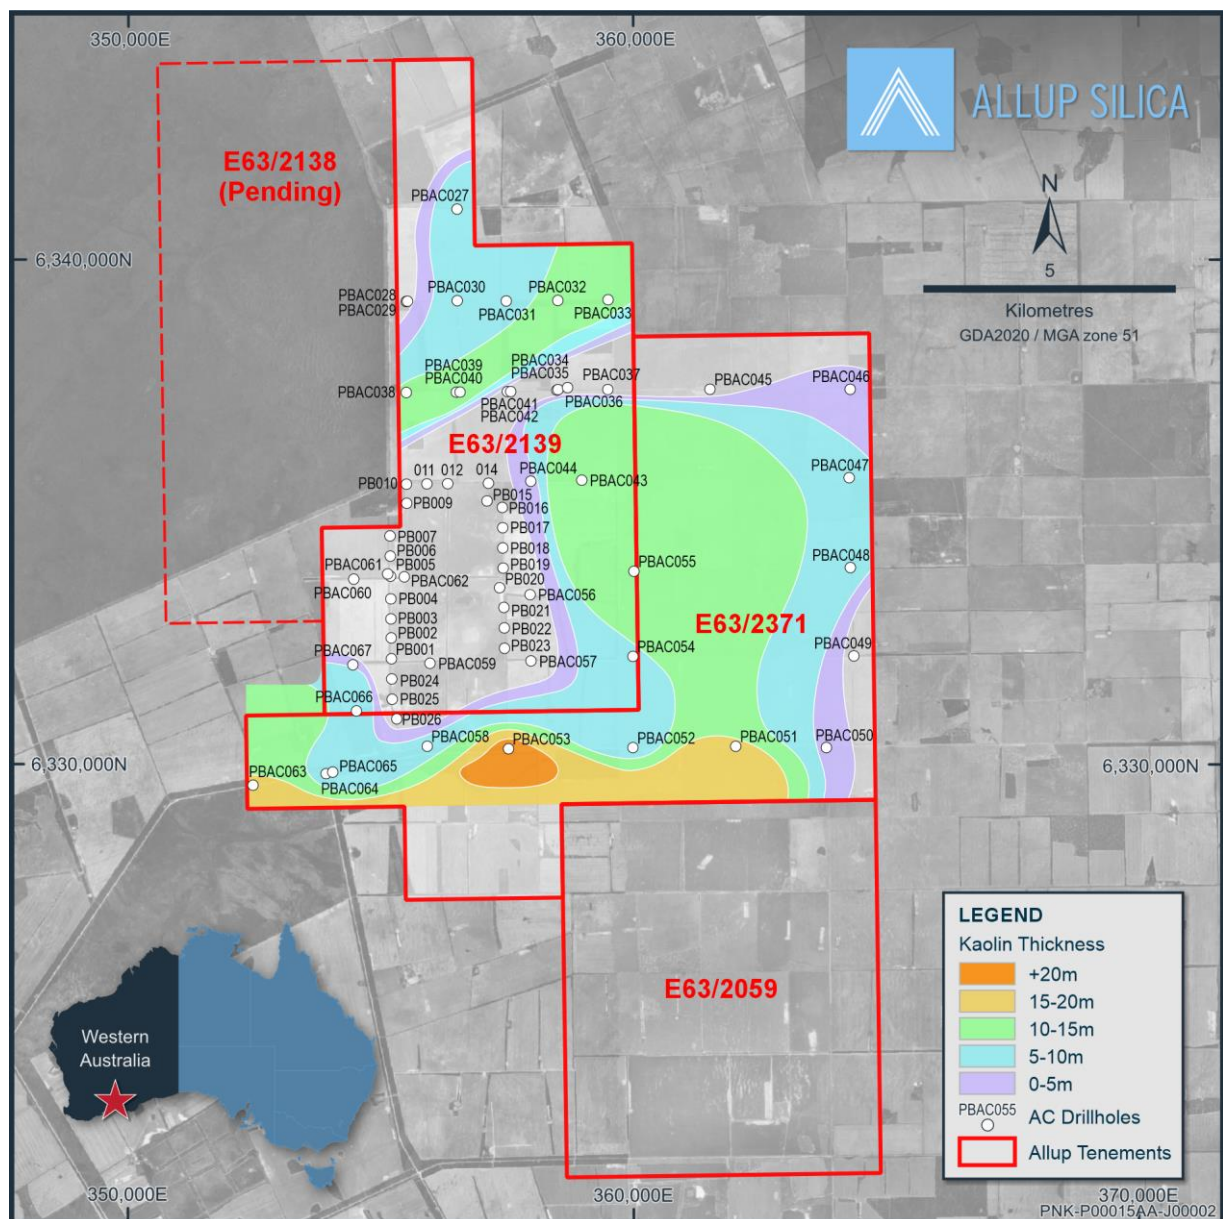 350,000E
360,000E
ALLUP SILICA
E63/2138
(Pending)
N
PBAC027
6,340,000N
5
Kilometres
GDA2020 / MGA zone 51
PBAC028
PBAC029
PBAC030
PBAC031
PBAC032
PBAC033
PBAC034
PBAC035
PBAC036
PBAC037
PBAC038
PBAC039
PBAC040
PBAC041
PBAC042
PBAC045
PBAC046
E63/2139
PBAC044
PBAC043
PBAC047
PB010
011
012
014
PB009
PB015
PB016
PB017
PB007
PB006
PB018
PBAC061
PB005
PBAC062
PB019
PBAC055
PBAC048
PBAC060
PB004
PB020
PBAC056
PB003
PB021
E63/2371
PB002
PB022
PBAC067
PB001
PB023
PBAC059
PBAC057
PBAC054
PBAC049
PB024
PBAC066
PB025
PB026
PBAC058
PBAC053
PBAC052
PBAC051
PBAC050
6,330,000N
6,330,000N
PBAC063
PBAC065
PBAC064
E63/2059
Western
Australia
LEGEND
Kaolin Thickness
+20m
15-20m
10-15m
5-10m
0-5m
PBAC055
AC Drillholes
Allup Tenements
350,000E
360,000E
370,000E
PNK-P00015AA-J00002